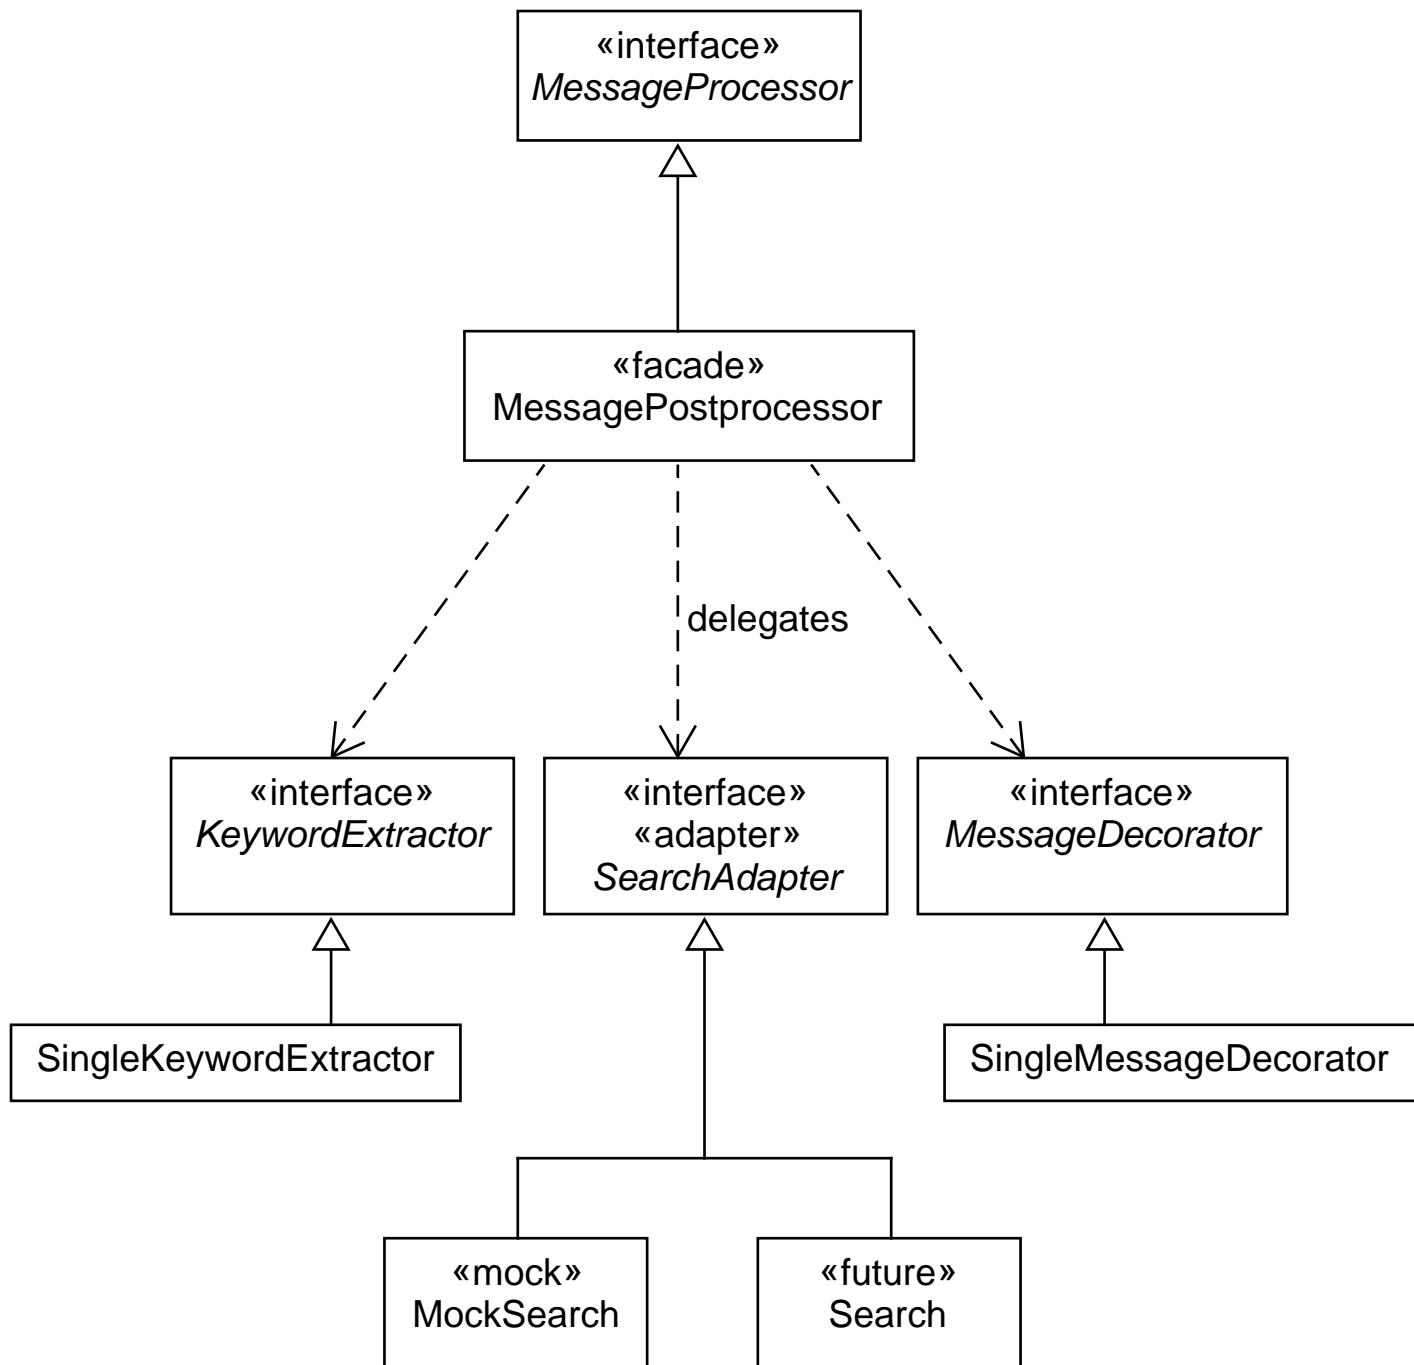 «interface»
MessageProcessor
«facade»
MessagePostprocessor
delegates
«interface»
KeywordExtractor
«interface»
«adapter»
SearchAdapter
«interface»
MessageDecorator
SingleKeywordExtractor
SingleMessageDecorator
«mock»
MockSearch
«future»
Search